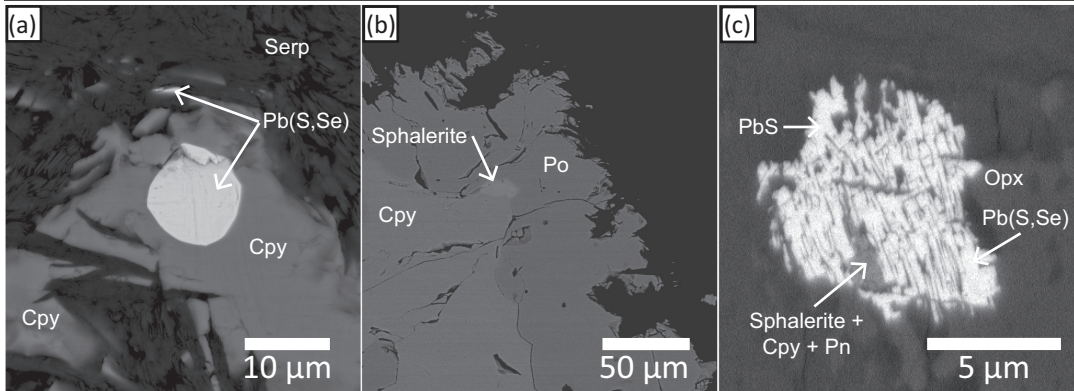 (a)
Serp
Pb(S,Se)
Cpy
Cpy
10 µm
(b)
Sphalerite
Po
Cpy
50 µm
(c)
PbS
Opx
Pb(S,Se)
Sphalerite +
Cpy + Pn
5 µm